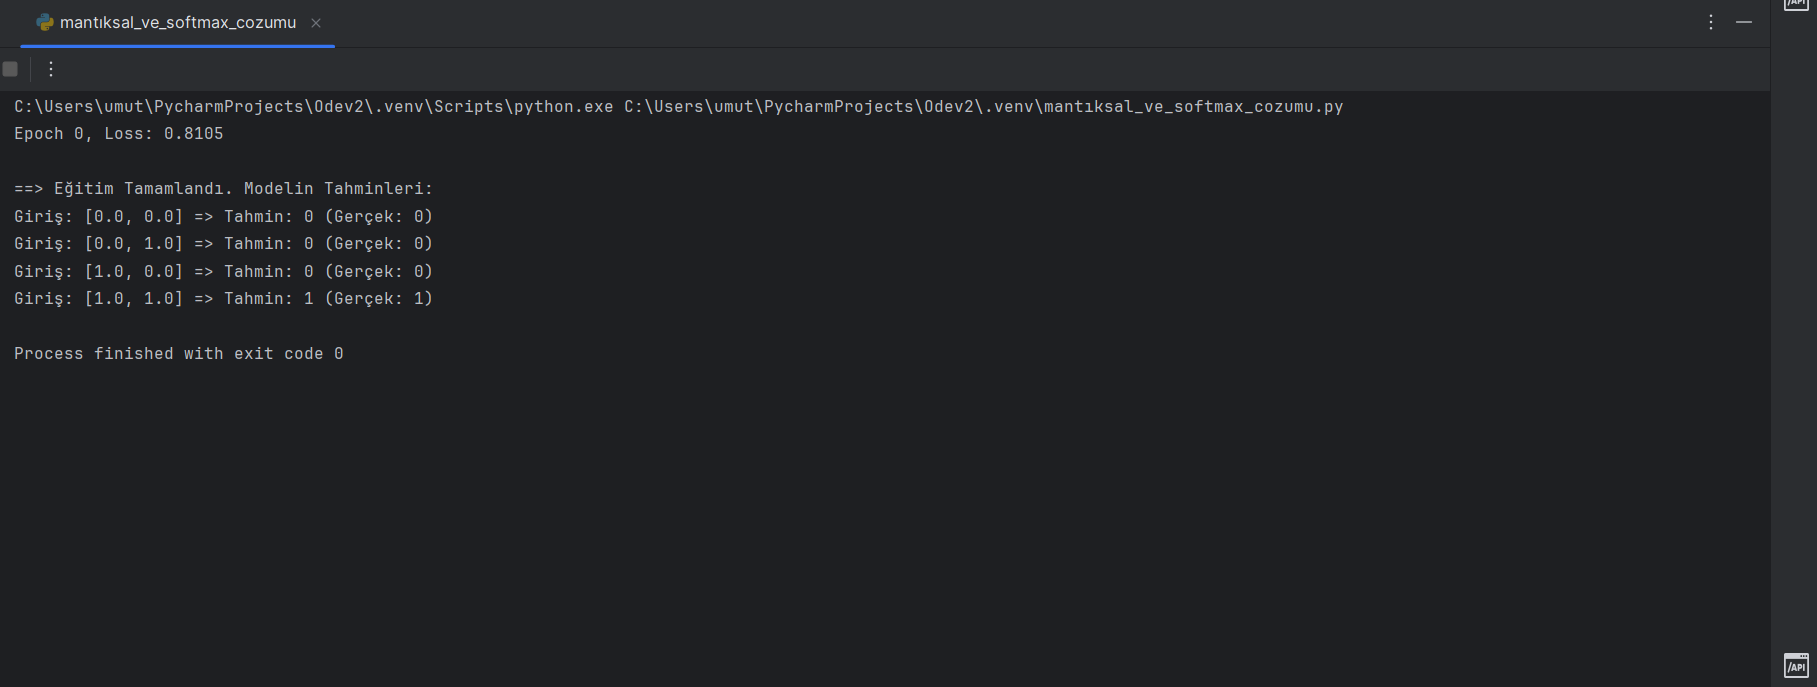 mantıksal_ve_softmax_cozumu
C:\Users\umut\PycharmProjects\Odev2\.venv\Scripts\python.exe C:\Users\umut\PycharmProjects\Odev2\.venv\mantıksal_ve_softmax_cozumu.py
Epoch 0, Loss: 0.8105
==> Eğitim Tamamlandı. Modelin Tahminleri:
Giriş: [0.0, 0.0] => Tahmin: 0 (Gerçek: 0)
Giriş: [0.0, 1.0] => Tahmin: 0 (Gerçek: 0)
Giriş: [1.0, 0.0] => Tahmin: 0 (Gerçek: 0)
Giriş: [1.0, 1.0] => Tahmin: 1 (Gerçek: 1)
Process finished with exit code 0
/API
/API